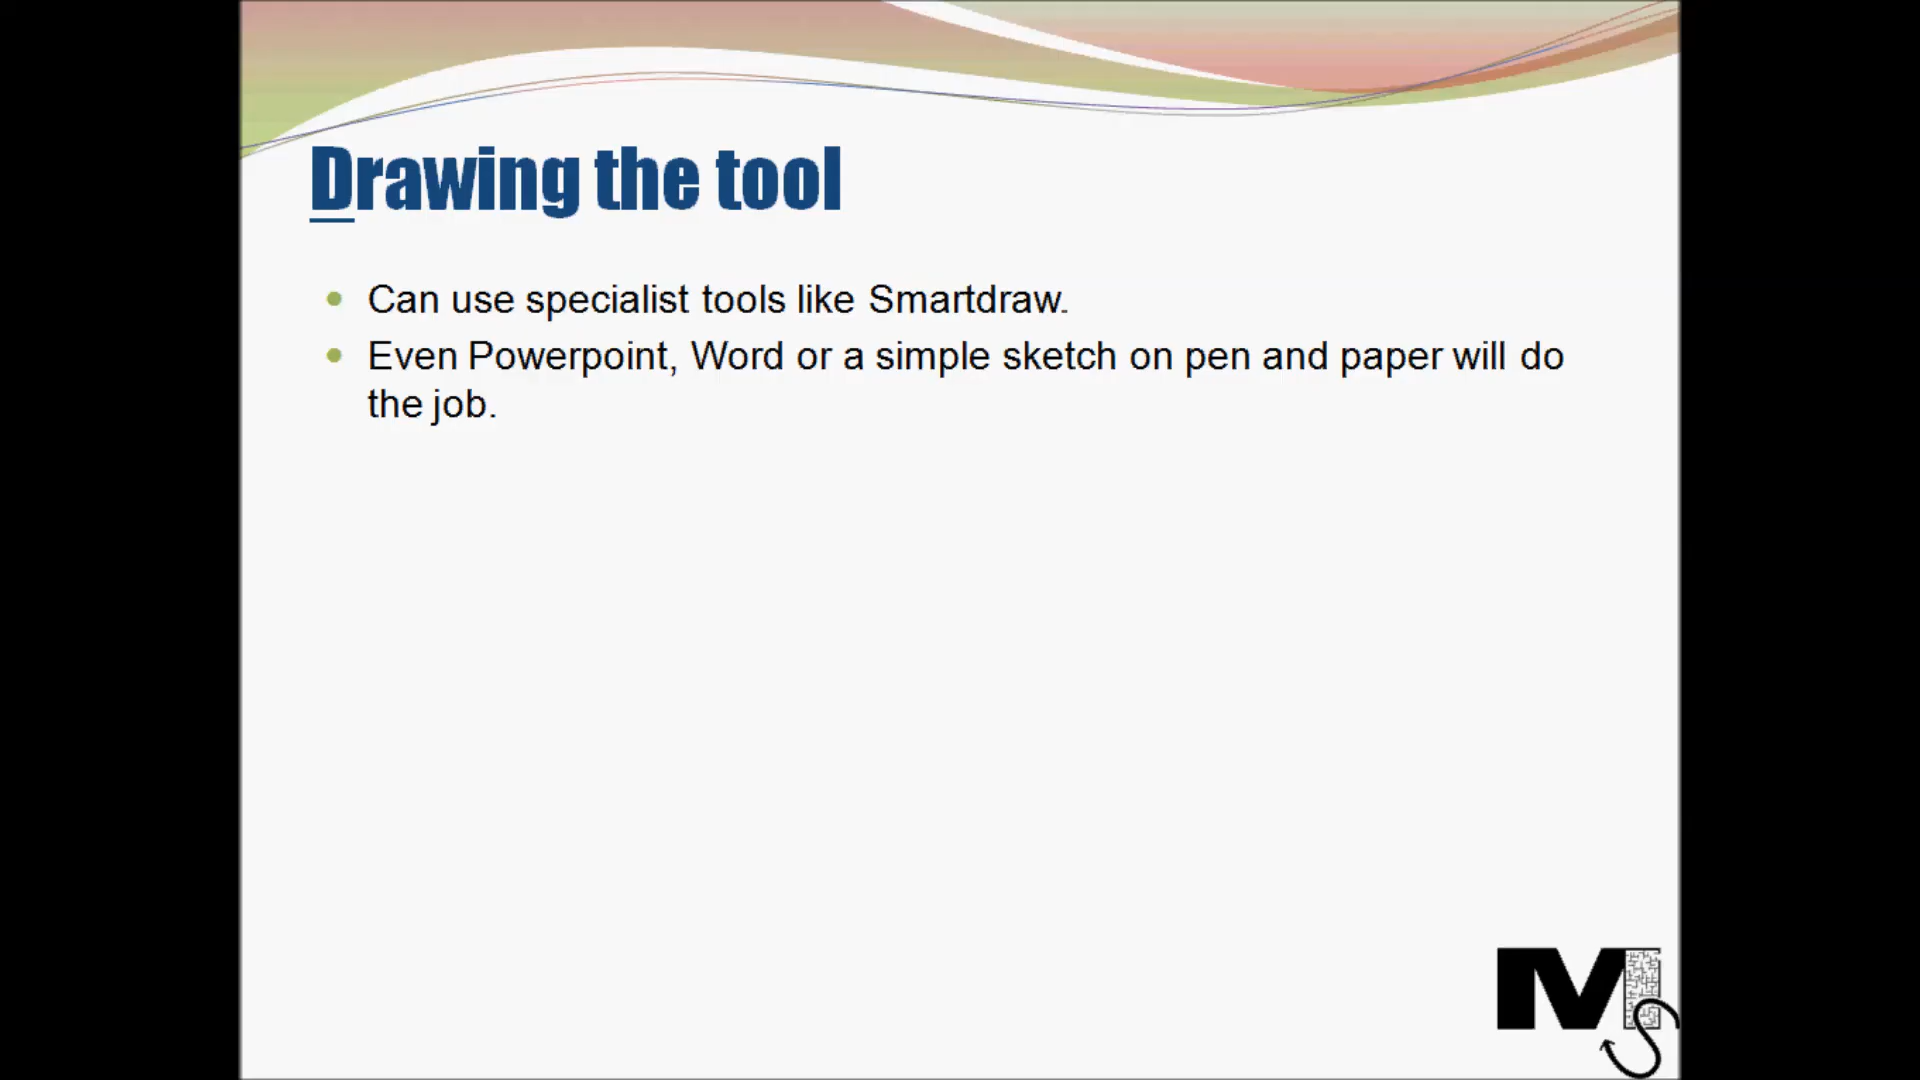 Drawing the tool
Can use specialist tools like Smartdraw.
Even Powerpoint, Word or a simple sketch on pen and paper will do
the job.
M